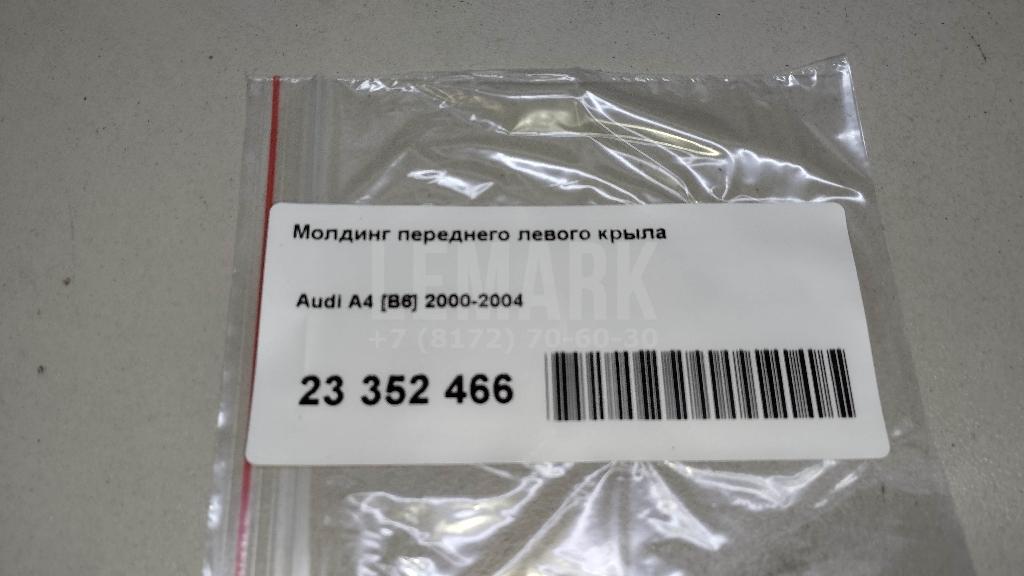 Молдинг переднего левого крыла
LEMARK
Audi A4 [B6] 2000-2004
+7 (8172) 70-60-30
23 352 466